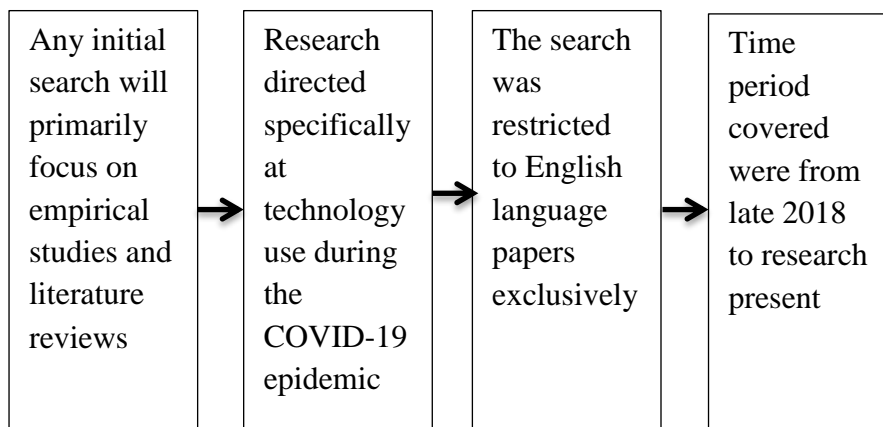 Any initial
search will
primarily
focus on
empirical
studies and
literature
reviews
Research
directed
specifically
at
technology
use during
the
COVID-19
epidemic
The search
was
restricted
to English
language
papers
exclusively
Time
period
covered
were from
late 2018
to research
present